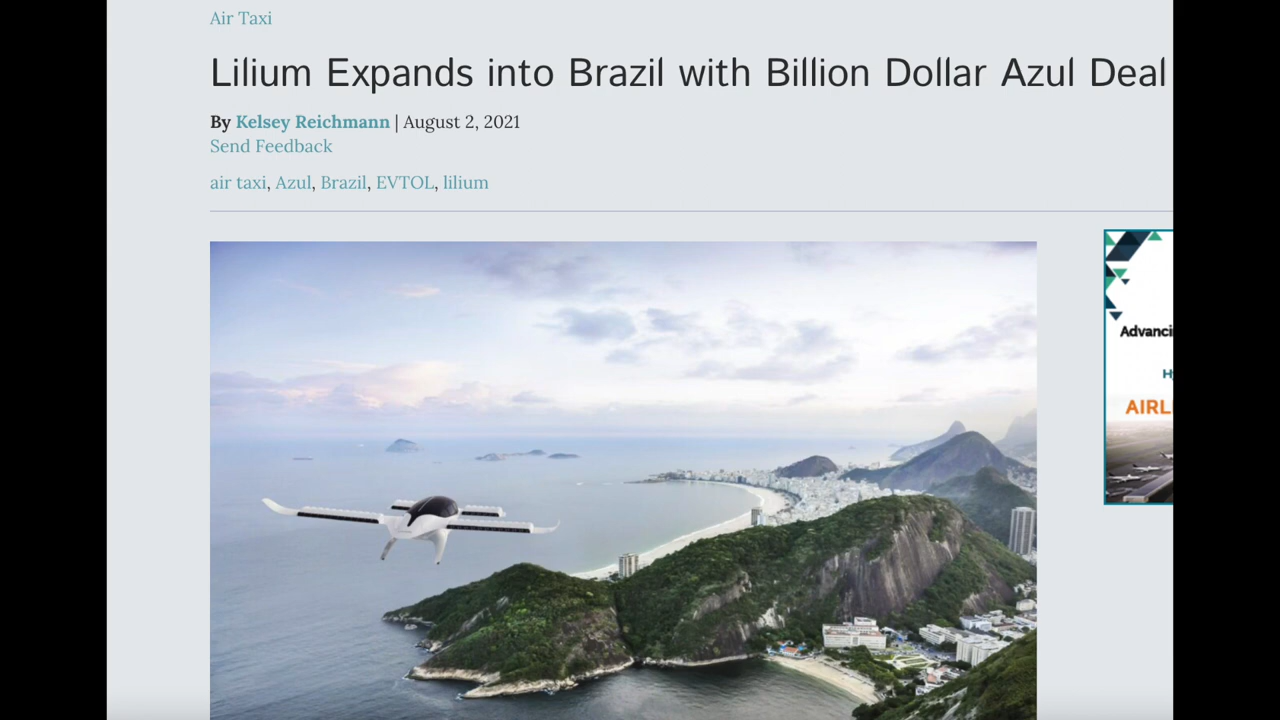 Air Taxi
Lilium Expands into Brazil with Billion Dollar Azul Deal
By Kelsey Reichmann | August 2, 2021
Send Feedback
air taxi, Azul, Brazil, EVTOL, lilium